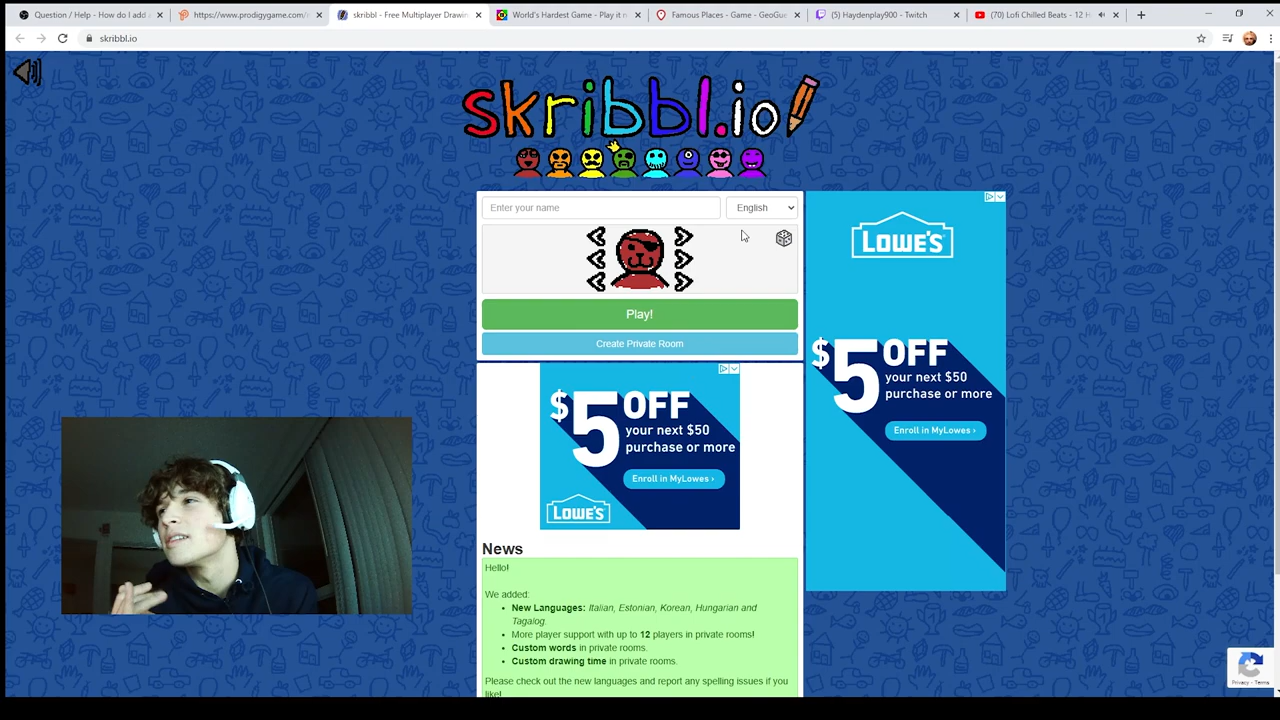 Question / Help - How do I add a
https://www.prodigygame.com/
skribbl - Free Multiplayer Drawin
World's Hardest Game - Play it n
Famous Places - Game - GeoGue
(5) Haydenplay900 - Twitch
(70) Lofi Chilled Beats - 12 H
skribbl.io
skribbl.io
Enter your name
English
Play!
Create Private Room
LOWE'S
$5 OFF
your next $50
purchase or more
Enroll in MyLowes ›
$5 OFF
your next $50
purchase or more
Enroll in MyLowes ›
LOWE'S
News
Hello!
We added:
• New Languages: Italian, Estonian, Korean, Hungarian and
Tagalog.
• More player support with up to 12 players in private rooms!
• Custom words in private rooms.
• Custom drawing time in private rooms.
Please check out the new languages and report any spelling issues if you
like!
Privacy - Terms